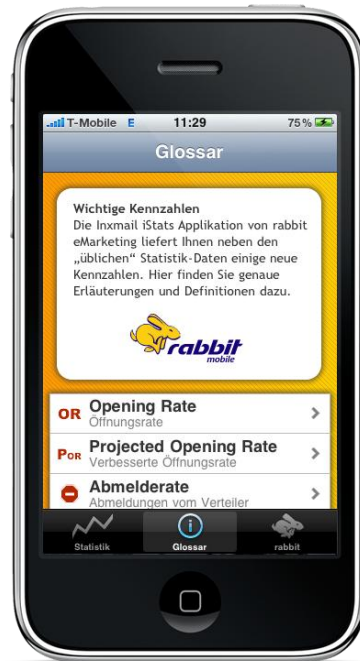 T-Mobile E 11:29 75 %
Glossar
Wichtige Kennzahlen
Die Inxmail iStats Applikation von rabbit
eMarketing liefert Ihnen neben den
„üblichen“ Statistik-Daten einige neue
Kennzahlen. Hier finden Sie genaue
Erläuterungen und Definitionen dazu.
rabbit
mobile
OR Opening Rate
Öffnungsrate
POR Projected Opening Rate
Verbesserte Öffnungsrate
Abmelderate
Abmeldungen vom Verteiler
Statistik Glossar rabbit